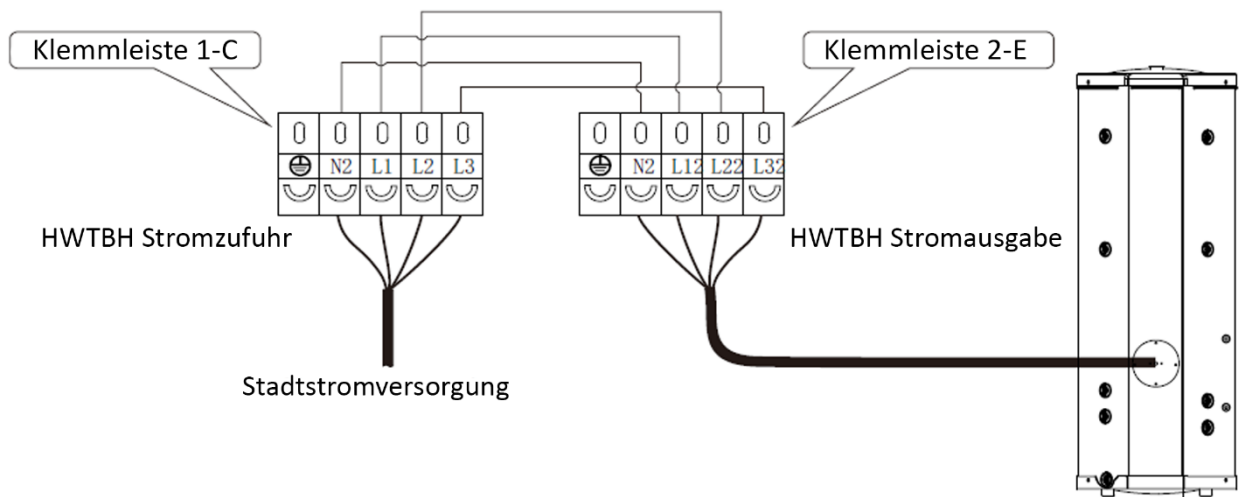 Klemmleiste 1-C
Klemmleiste 2-E
N2 L1 L2 L3
N2 L12 L22 L32
HWTBH Stromzufuhr
HWTBH Stromausgabe
Stadtstromversorgung